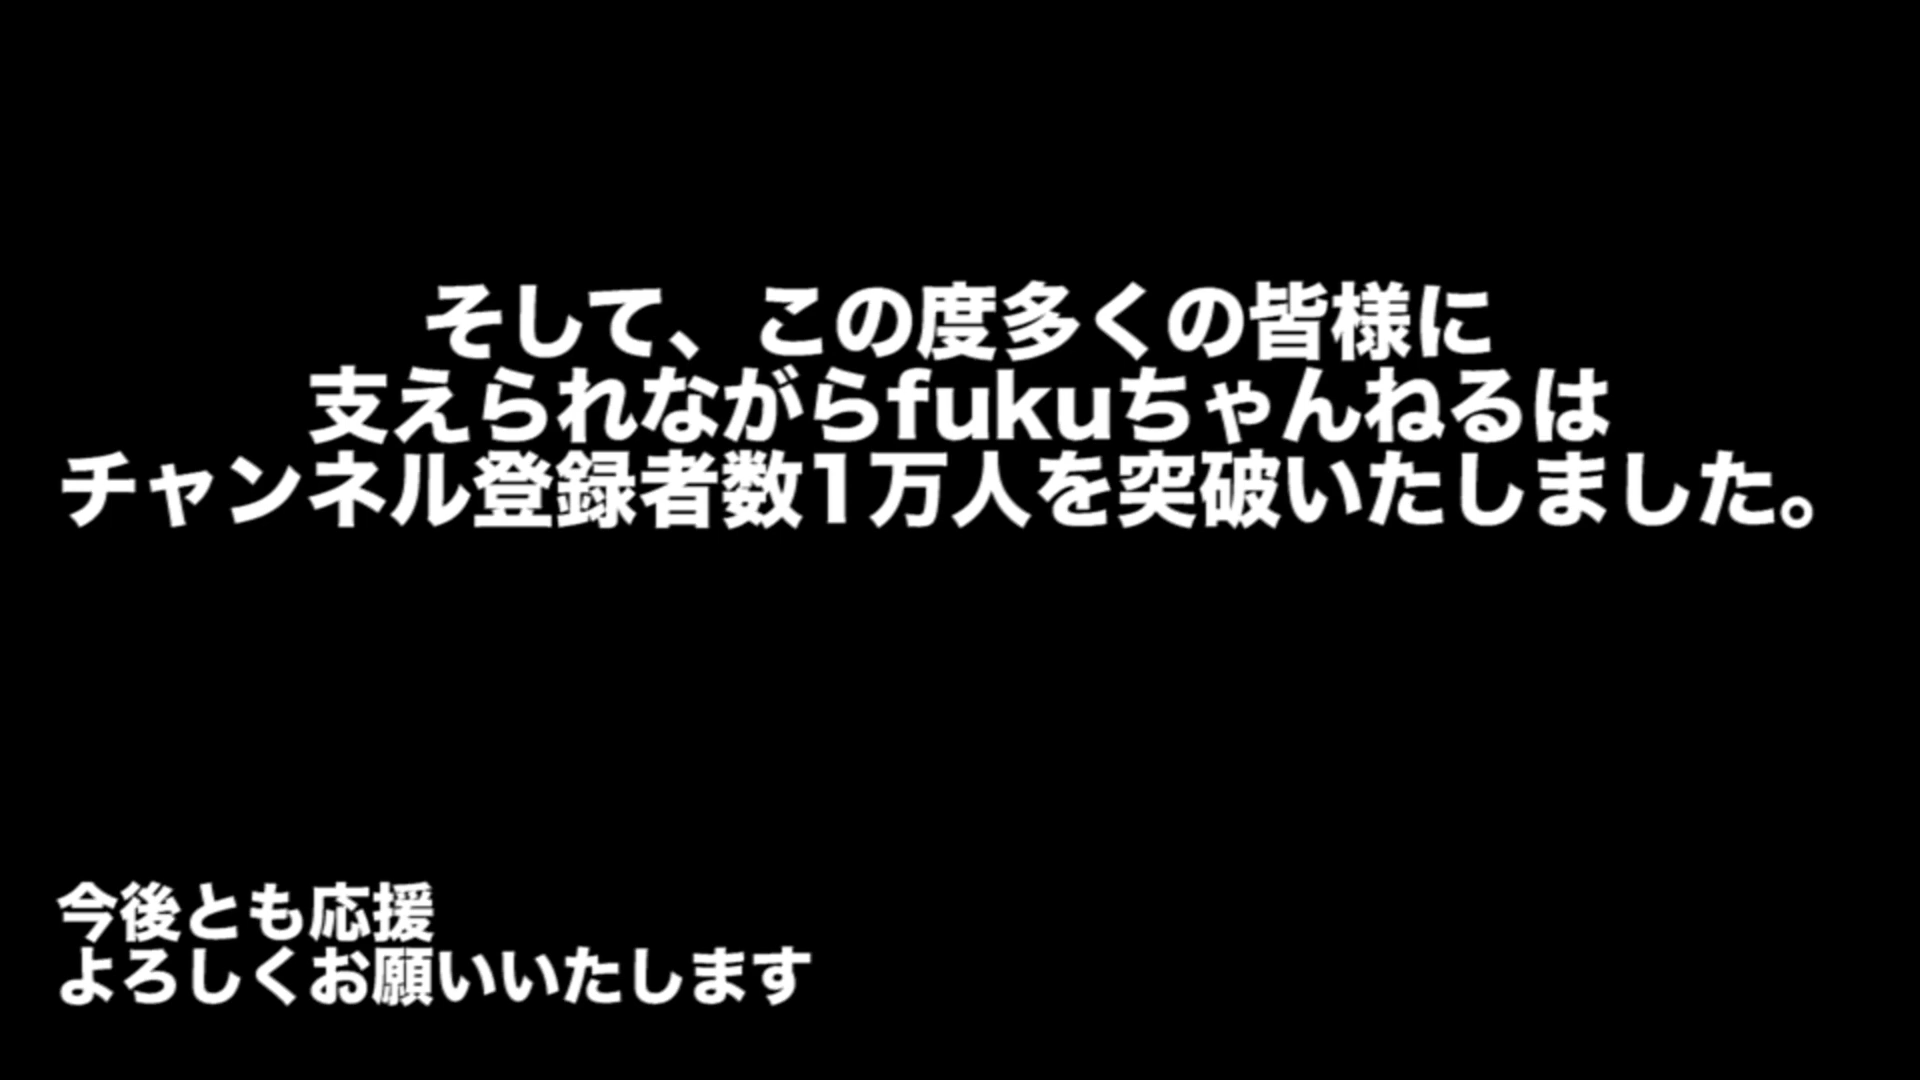 そして、この度多くの皆様に
支えられながらfukuちゃんねるは
チャンネル登録者数1万人を突破いたしました。
今後とも応援
よろしくお願いいたします